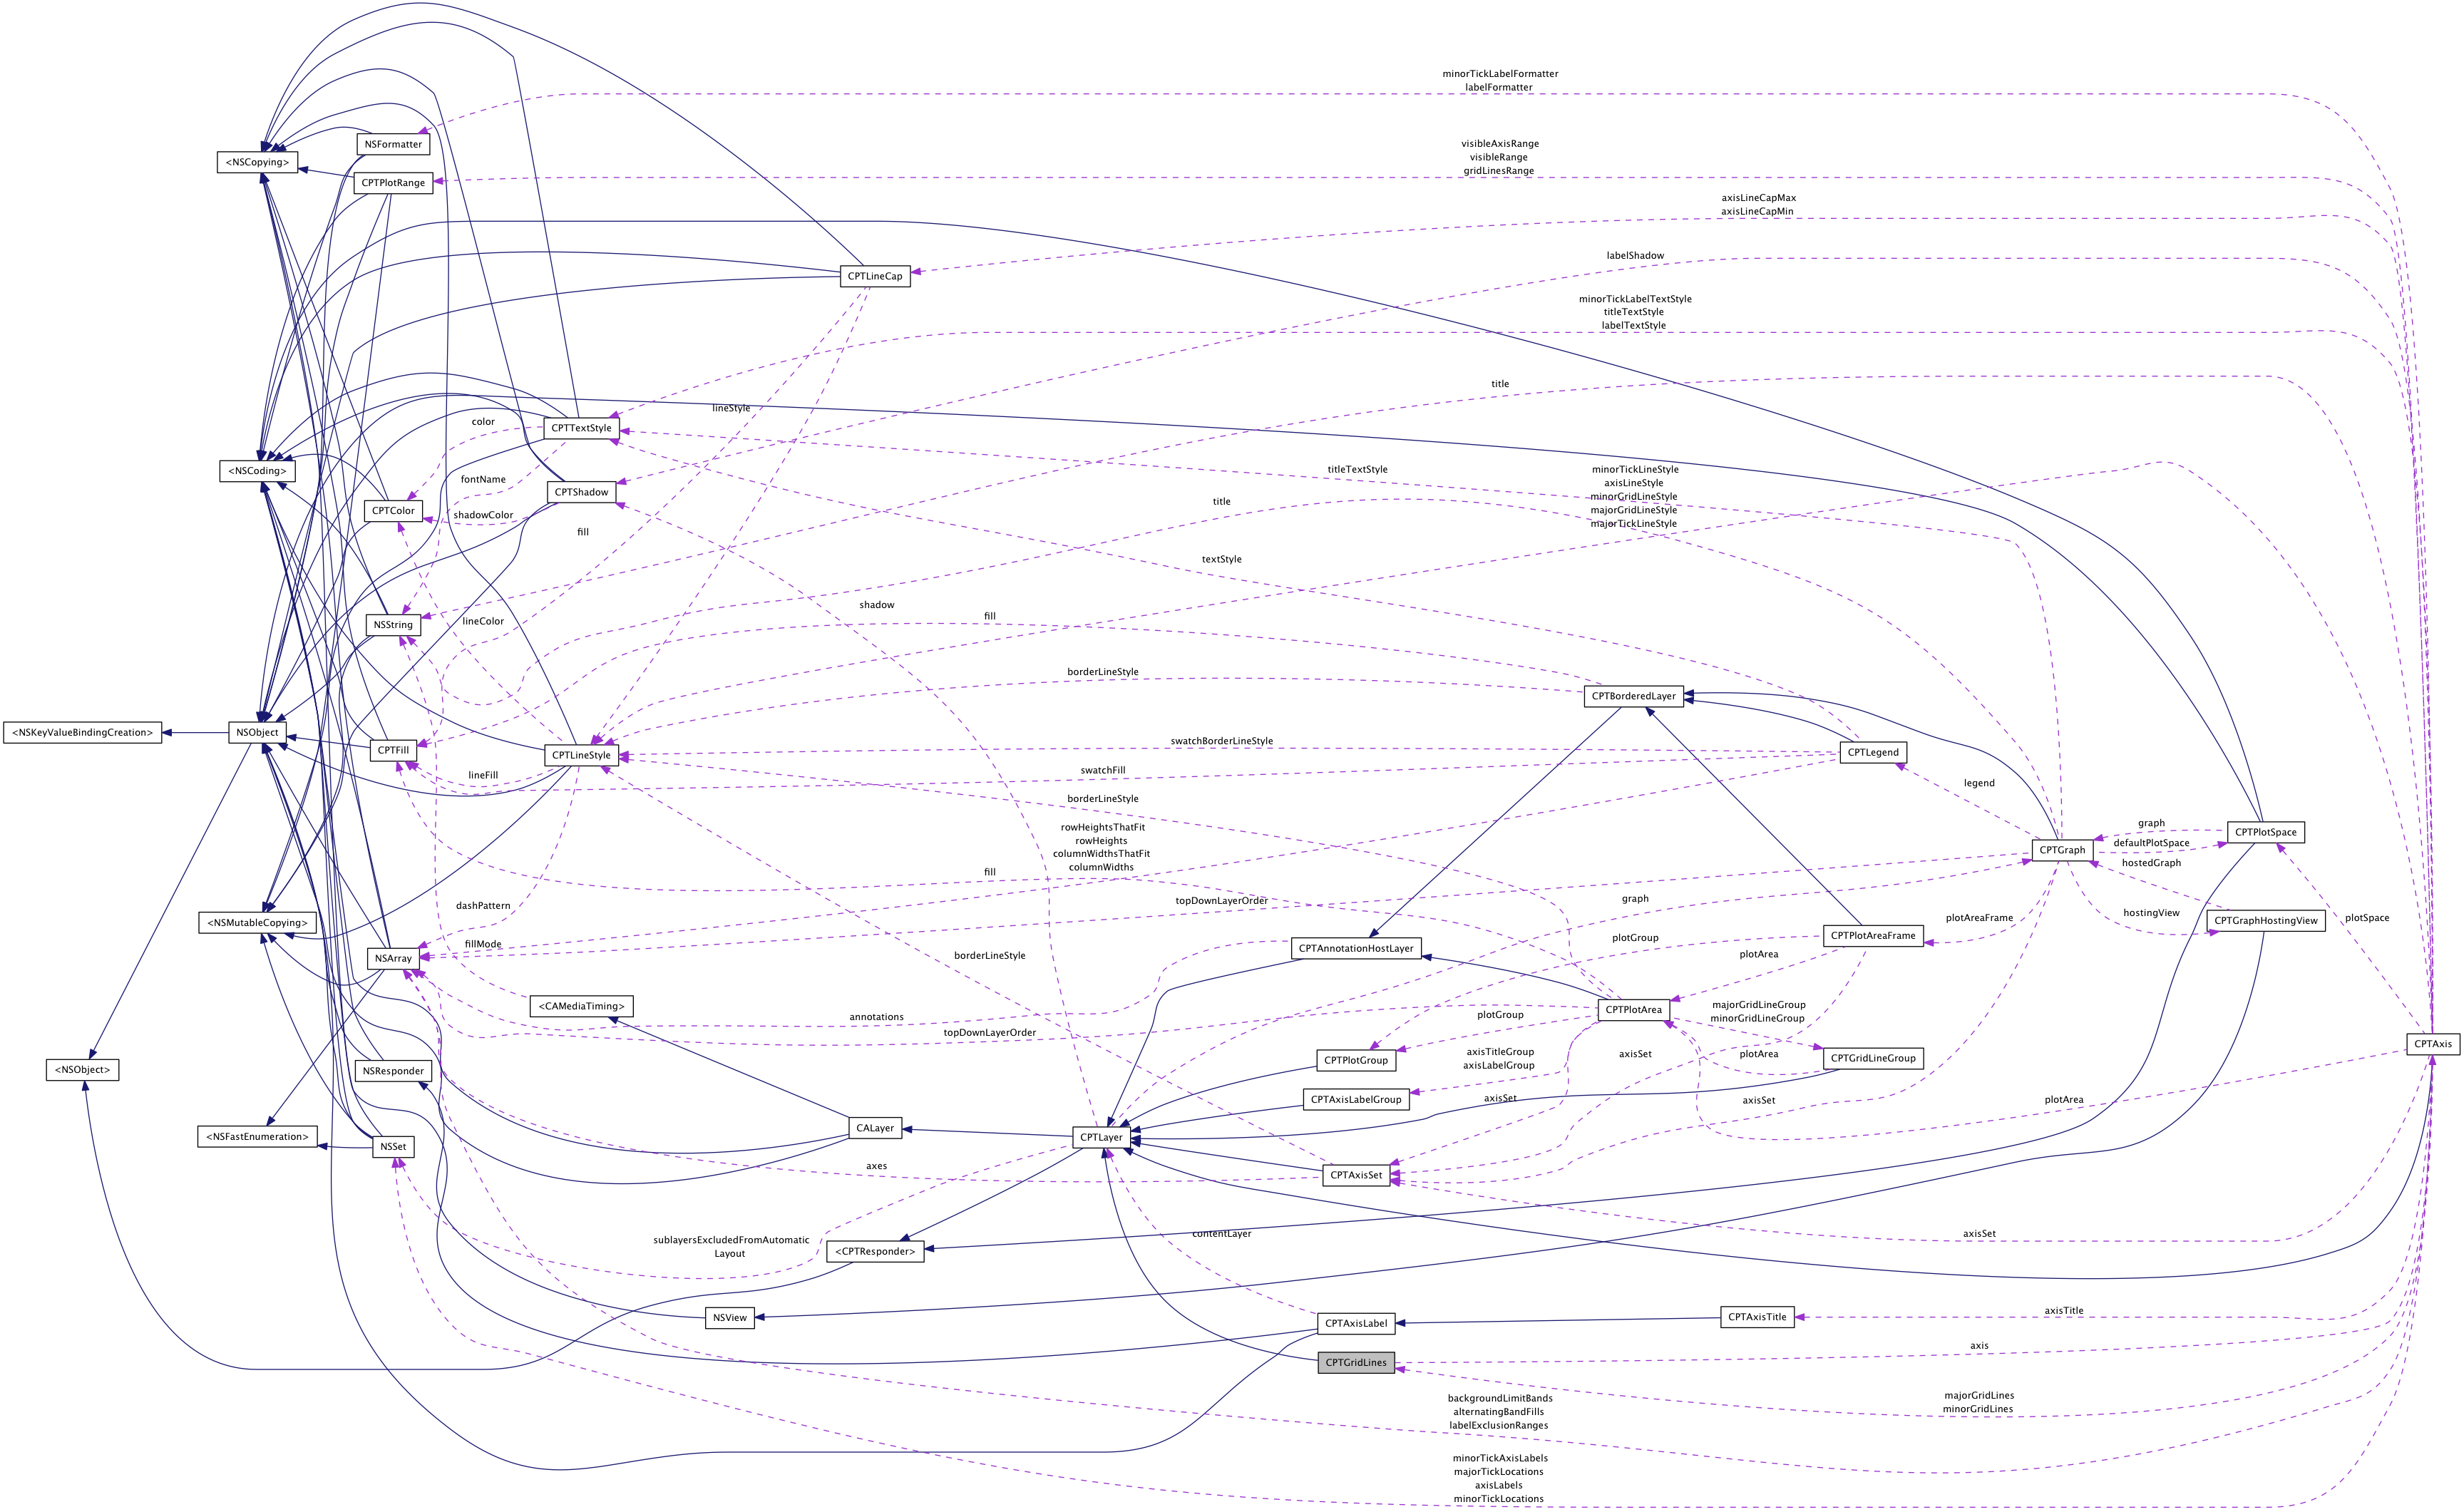 minorTickLabelFormatter
labelFormatter
NSFormatter
<NSCopying>
visibleAxisRange
visibleRange
gridLinesRange
CPTPlotRange
axisLineCapMax
axisLineCapMin
labelShadow
CPTLineCap
minorTickLabelTextStyle
titleTextStyle
labelTextStyle
title
lineStyle
color
CPTTextStyle
<NSCoding>
fontName
titleTextStyle
minorTickLineStyle
axisLineStyle
minorGridLineStyle
majorGridLineStyle
majorTickLineStyle
CPTShadow
title
CPTColor
shadowColor
fill
textStyle
shadow
NSString
lineColor
fill
borderLineStyle
CPTBorderedLayer
<NSKeyValueBindingCreation>
NSObject
CPTFill
CPTLineStyle
swatchBorderLineStyle
CPTLegend
lineFill
swatchFill
legend
borderLineStyle
graph
CPTPlotSpace
rowHeightsThatFit
rowHeights
columnWidthsThatFit
columnWidths
defaultPlotSpace
CPTGraph
hostedGraph
fill
topDownLayerOrder
graph
dashPattern
<NSMutableCopying>
plotAreaFrame
hostingView
CPTGraphHostingView
plotSpace
fillMode
plotGroup
CPTPlotAreaFrame
CPTAnnotationHostLayer
NSArray
borderLineStyle
plotArea
<CAMediaTiming>
CPTPlotArea
majorGridLineGroup
minorGridLineGroup
annotations
plotGroup
topDownLayerOrder
CPTAxis
axisTitleGroup
axisLabelGroup
axisSet
plotArea
CPTGridLineGroup
CPTPlotGroup
<NSObject>
NSResponder
CPTAxisLabelGroup
axisSet
axisSet
plotArea
CALayer
<NSFastEnumeration>
CPTLayer
NSSet
axes
CPTAxisSet
contentLayer
axisSet
sublayersExcludedFromAutomatic
Layout
<CPTResponder>
NSView
CPTAxisLabel
CPTAxisTitle
axisTitle
axis
CPTGridLines
majorGridLines
minorGridLines
backgroundLimitBands
alternatingBandFills
labelExclusionRanges
minorTickAxisLabels
majorTickLocations
axisLabels
minorTickLocations